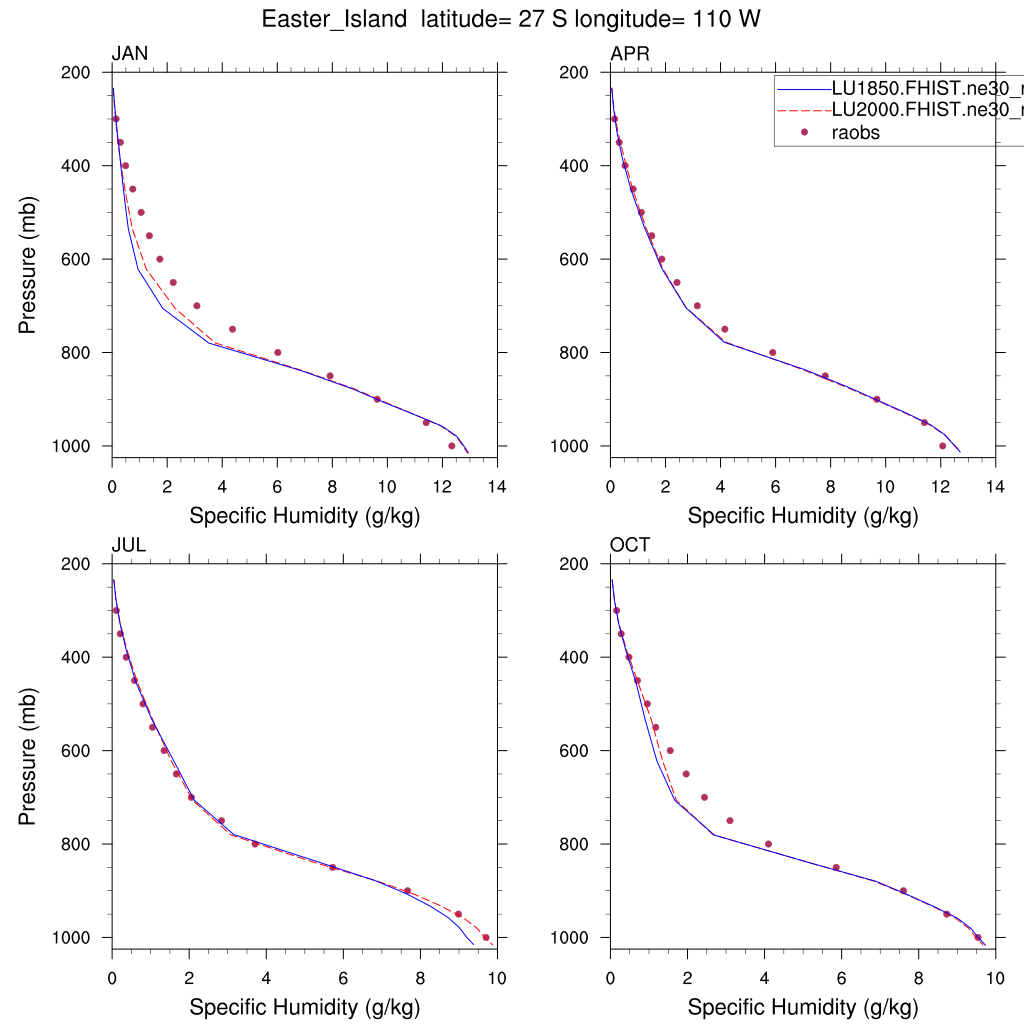 Easter_Island latitude= 27 S longitude= 110 W
JAN
200
400
600
800
1000
Pressure (mb)
0 2 4 6 8 10 12 14
Specific Humidity (g/kg)
APR
LU1850.FHIST.ne30_
LU2000.FHIST.ne30_
raobs
200
400
600
800
1000
0 2 4 6 8 10 12 14
Specific Humidity (g/kg)
JUL
200
400
600
800
1000
Pressure (mb)
0 2 4 6 8 10
Specific Humidity (g/kg)
OCT
200
400
600
800
1000
0 2 4 6 8 10
Specific Humidity (g/kg)